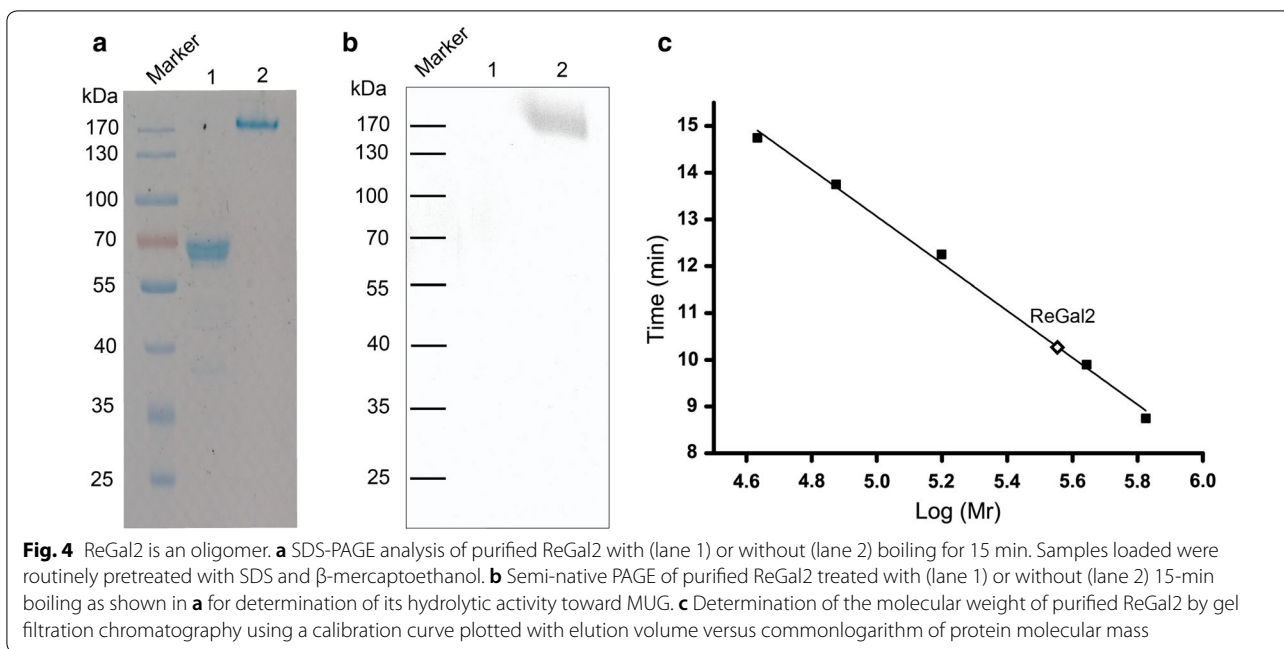 a
Marker
1
2
kDa
170
130
100
70
55
40
35
25
b
Marker
1
2
kDa
170
130
100
70
55
40
35
25
c
Time (min)
15
14
13
12
11
10
9
8
ReGal2
4.6 4.8 5.0 5.2 5.4 5.6 5.8 6.0
Log (Mr)
Fig. 4 ReGal2 is an oligomer. a SDS-PAGE analysis of purified ReGal2 with (lane 1) or without (lane 2) boiling for 15 min. Samples loaded were
routinely pretreated with SDS and β-mercaptoethanol. b Semi-native PAGE of purified ReGal2 treated with (lane 1) or without (lane 2) 15-min
boiling as shown in a for determination of its hydrolytic activity toward MUG. c Determination of the molecular weight of purified ReGal2 by gel
filtration chromatography using a calibration curve plotted with elution volume versus commonlogarithm of protein molecular mass